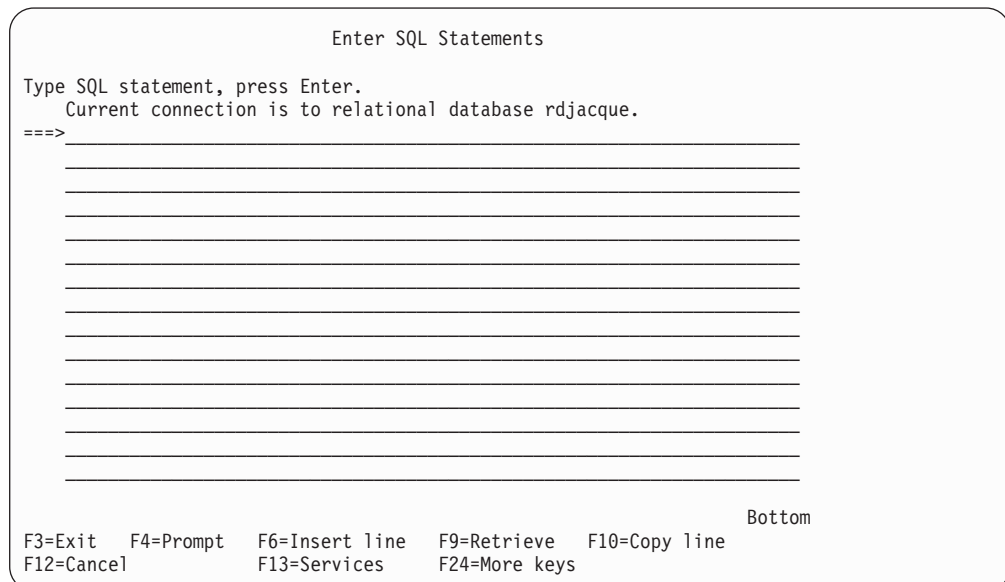 Enter SQL Statements
Type SQL statement, press Enter.
Current connection is to relational database rdjacque.
===>
Bottom
F3=Exit F4=Prompt F6=Insert line F9=Retrieve F10=Copy line
F12=Cancel F13=Services F24=More keys